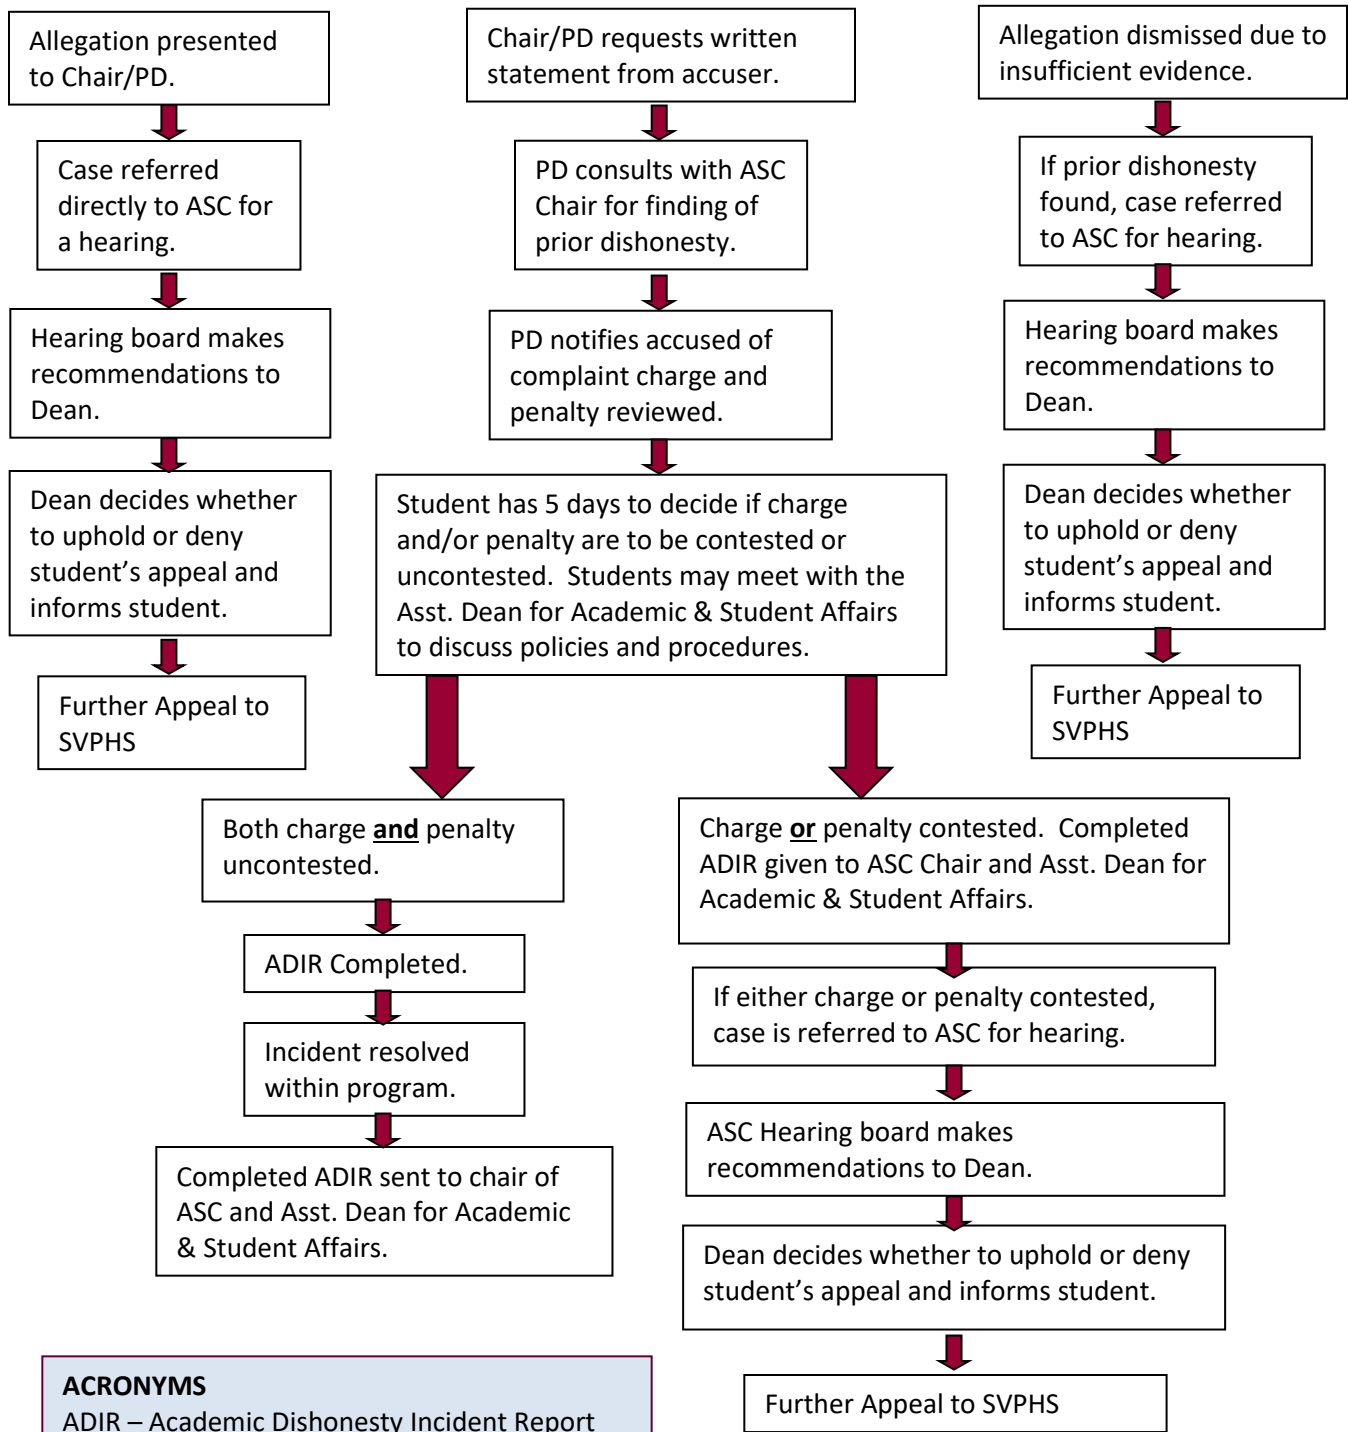 Allegation presented
to Chair/PD.
Case referred
directly to ASC for
a hearing.
Hearing board makes
recommendations to
Dean.
Dean decides whether
to uphold or deny
student’s appeal and
informs student.
Further Appeal to
SVPHS
Chair/PD requests written
statement from accuser.
PD consults with ASC
Chair for finding of
prior dishonesty.
PD notifies accused of
complaint charge and
penalty reviewed.
Student has 5 days to decide if charge
and/or penalty are to be contested or
uncontested.  Students may meet with the
Asst. Dean for Academic & Student Affairs
to discuss policies and procedures.
Allegation dismissed due to
insufficient evidence.
If prior dishonesty
found, case referred
to ASC for hearing.
Hearing board makes
recommendations to
Dean.
Dean decides whether
to uphold or deny
student’s appeal and
informs student.
Further Appeal to
SVPHS
Both charge and penalty
uncontested.
ADIR Completed.
Incident resolved
within program.
Completed ADIR sent to chair of
ASC and Asst. Dean for Academic
& Student Affairs.
Charge or penalty contested.  Completed
ADIR given to ASC Chair and Asst. Dean for
Academic & Student Affairs.
If either charge or penalty contested,
case is referred to ASC for hearing.
ASC Hearing board makes
recommendations to Dean.
Dean decides whether to uphold or deny
student’s appeal and informs student.
Further Appeal to SVPHS
ACRONYMS
ADIR – Academic Dishonesty Incident Report